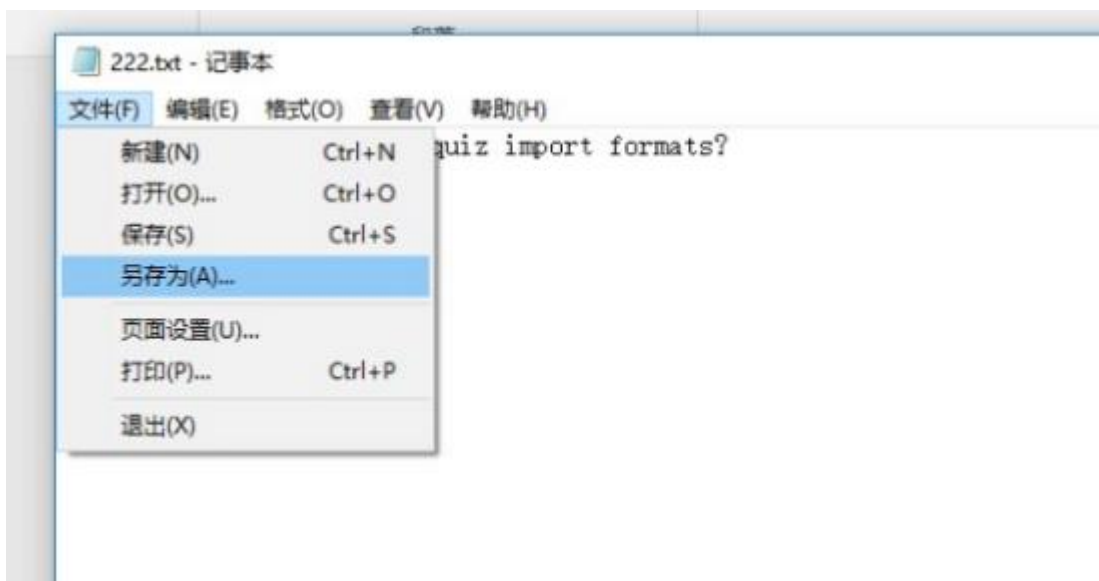 222.txt - 记事本
文件(F) 编辑(E) 格式(O) 查看(V) 帮助(H)
新建(N) Ctrl+N quiz import formats?
打开(O)... Ctrl+O
保存(S) Ctrl+S
另存为(A)...
页面设置(U)...
打印(P)... Ctrl+P
退出(X)